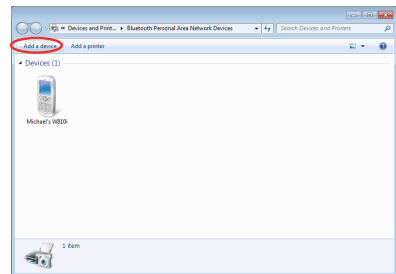 « Devices and Print... ▸ Bluetooth Personal Area Network Devices
Search Devices and Printers
Add a device
Add a printer
Devices (1)
Michael's W810i
1 item